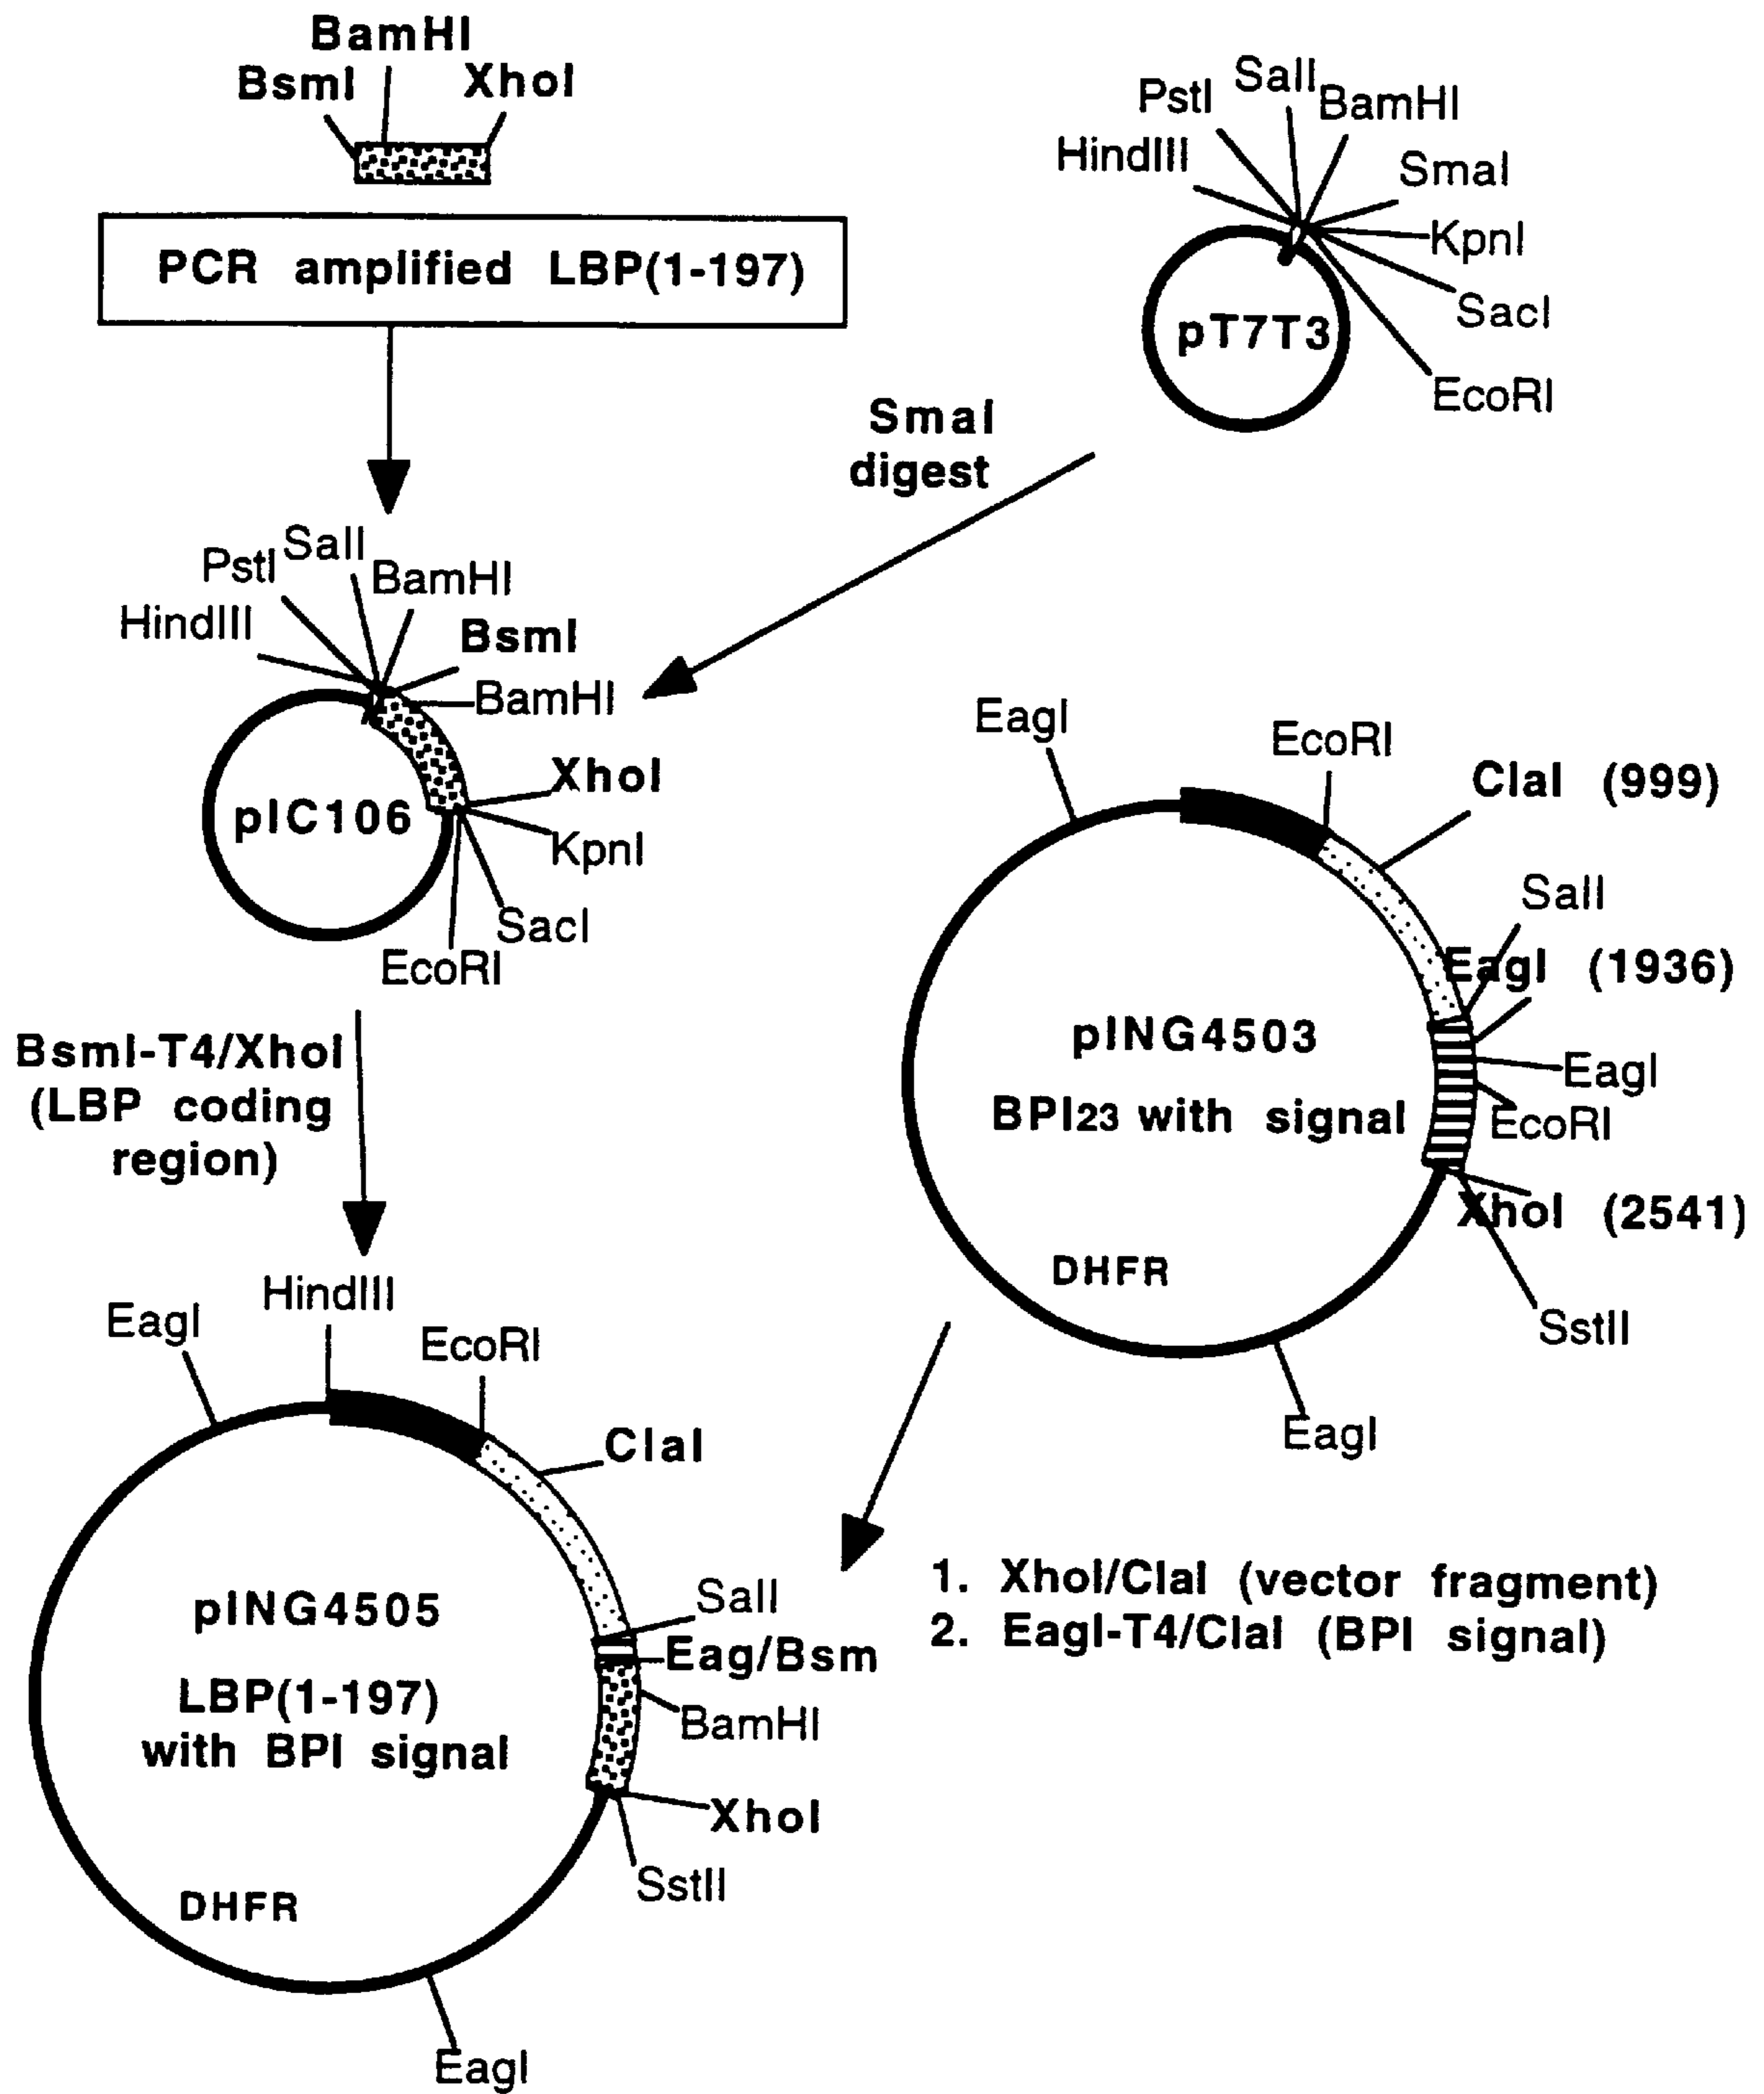 BamHI
BsmI
XhoI
PCR amplified LBP(1-197)
PstI
SalI
BamHI
HindIII
SmaI
KpnI
SacI
EcoRI
pT7T3
SmaI
digest
PstI
SalI
BamHI
HindIII
BsmI
BamHI
XhoI
KpnI
SacI
EcoRI
pIC106
BsmI-T4/XhoI
(LBP coding
region)
EagI
EcoRI
ClaI (999)
SalI
EagI (1936)
EagI
EcoRI
XhoI (2541)
SstII
EagI
pING4503
BPI23 with signal
DHFR
1. XhoI/ClaI (vector fragment)
2. EagI-T4/ClaI (BPI signal)
EagI
HindIII
EcoRI
ClaI
SalI
Eag/Bsm
BamHI
XhoI
SstII
EagI
pING4505
LBP(1-197)
with BPI signal
DHFR